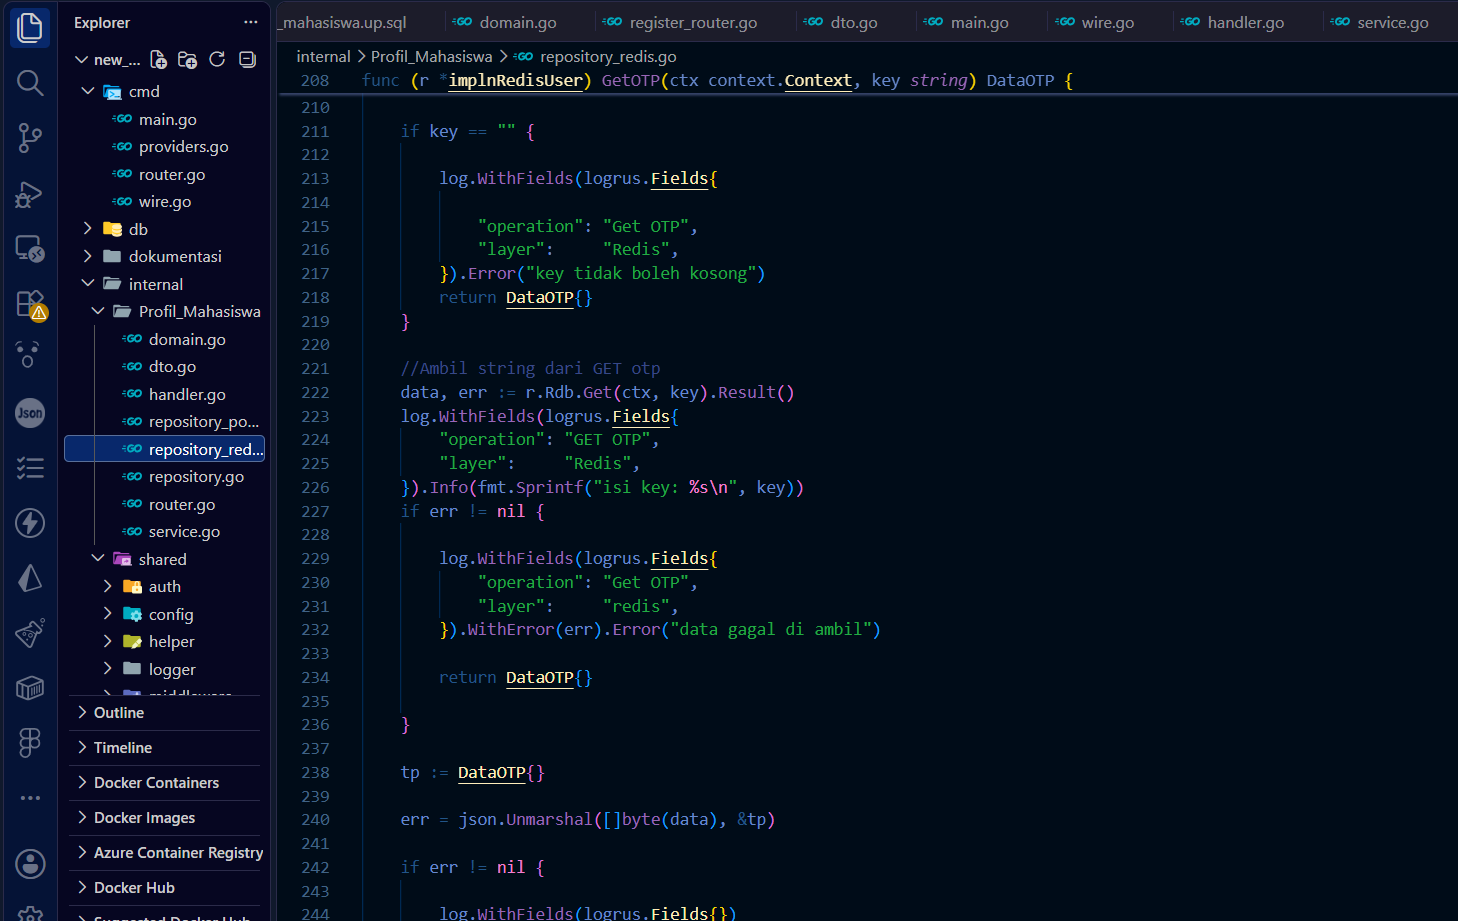 Explorer
new_...
cmd
main.go
providers.go
router.go
wire.go
db
dokumentasi
internal
Profil_Mahasiswa
domain.go
dto.go
handler.go
repository_po...
repository_red...
repository.go
router.go
service.go
shared
auth
config
helper
logger
middleware
Outline
Timeline
Docker Containers
Docker Images
Azure Container Registry
Docker Hub
Suggested Docker Hub
Json
_mahasiswa.up.sql
domain.go
register_router.go
dto.go
main.go
wire.go
handler.go
service.go
internal > Profil_Mahasiswa > repository_redis.go
208 func (r *implnRedisUser) GetOTP(ctx context.Context, key string) DataOTP {
210
211 if key == "" {
212
213 log.WithFields(logrus.Fields{
214
215 "operation": "Get OTP",
216 "layer": "Redis",
217 }).Error("key tidak boleh kosong")
218 return DataOTP{}
219 }
220
221 //Ambil string dari GET otp
222 data, err := r.Rdb.Get(ctx, key).Result()
223 log.WithFields(logrus.Fields{
224 "operation": "GET OTP",
225 "layer": "Redis",
226 }).Info(fmt.Sprintf("isi key: %s\n", key))
227 if err != nil {
228
229 log.WithFields(logrus.Fields{
230 "operation": "Get OTP",
231 "layer": "redis",
232 }).WithError(err).Error("data gagal di ambil")
233
234 return DataOTP{}
235
236 }
237
238 tp := DataOTP{}
239
240 err = json.Unmarshal([]byte(data), &tp)
241
242 if err != nil {
243
244 log.WithFields(logrus.Fields{})